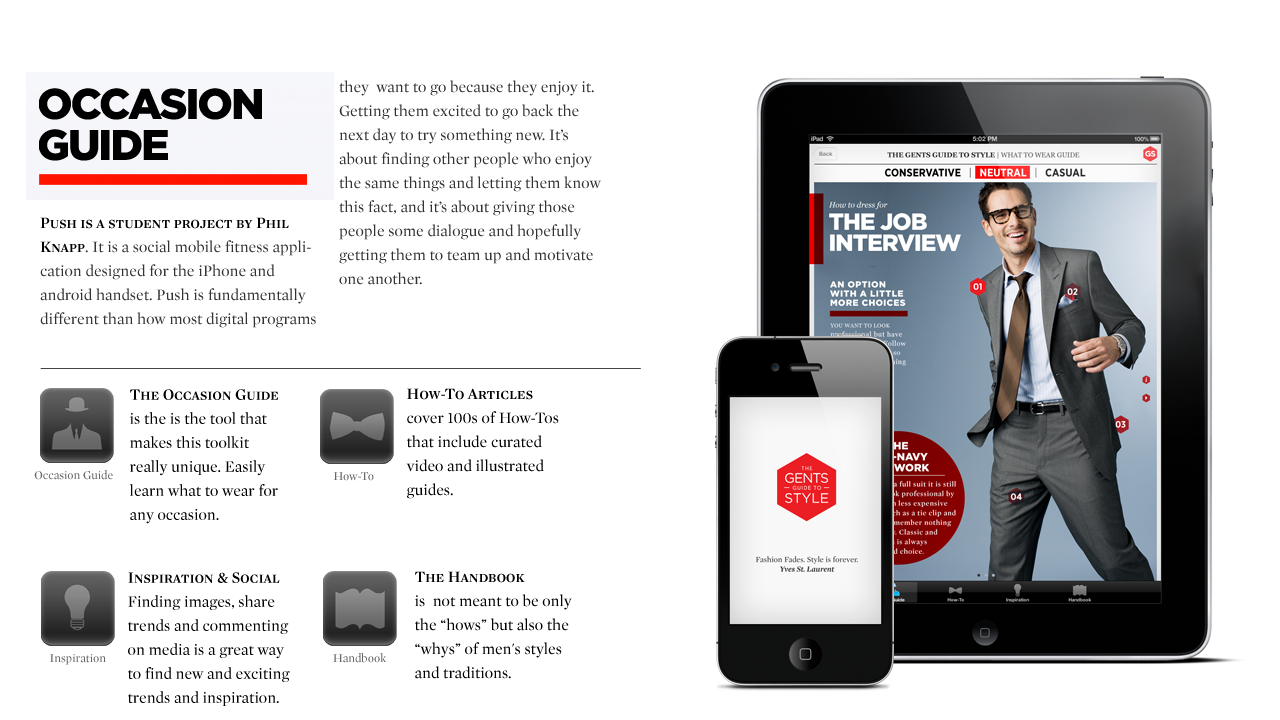 OCCASION
GUIDE
PUSH IS A STUDENT PROJECT BY PHIL
KNAPP. It is a social mobile fitness appli-
cation designed for the iPhone and
android handset. Push is fundamentally
different than how most digital programs
they  want to go because they enjoy it.
Getting them excited to go back the
next day to try something new. It's
about finding other people who enjoy
the same things and letting them know
this fact, and it's about giving those
people some dialogue and hopefully
getting them to team up and motivate
one another.
Occasion Guide
THE OCCASION GUIDE
is the is the tool that
makes this toolkit
really unique. Easily
learn what to wear for
any occasion.
How-To
HOW-TO ARTICLES
cover 100s of How-Tos
that include curated
video and illustrated
guides.
Inspiration
INSPIRATION & SOCIAL
Finding images, share
trends and commenting
on media is a great way
to find new and exciting
trends and inspiration.
Handbook
THE HANDBOOK
is  not meant to be only
the “hows” but also the
“whys” of men's styles
and traditions.
iPad 5:02 PM 100%
Back THE GENTS GUIDE TO STYLE | WHAT TO WEAR GUIDE GS
CONSERVATIVE | NEUTRAL | CASUAL
How to dress for
THE JOB
INTERVIEW
AN OPTION
WITH A LITTLE
MORE CHOICES
YOU WANT TO LOOK
professional but have
01
02
03
04
HE
-NAVY
WORK
a full suit it is still
k professional by
less expensive
ch as a tie clip and
member nothing
. Classic and
is always
d choice.
Guide How-To Inspiration Handbook
THE
GENTS
GUIDE TO
STYLE
Fashion Fades. Style is forever.
Yves St. Laurent